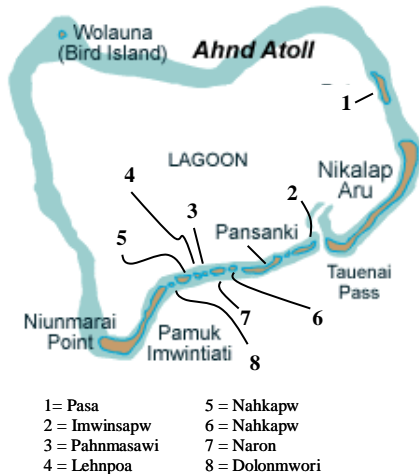 Wolauna
(Bird Island)
Ahnd Atoll
1
LAGOON
Nikalap
Aru
4
2
3
Pansanki
5
Tauenai
Pass
Niunmarai
Point
Pamuk
Imwintiati
7
6
8
1= Pasa
2 = Imwinsapw
3 = Pahnmasawi
4 = Lehnpoa
5 = Nahkapw
6 = Nahkapw
7 = Naron
8 = Dolonmwori